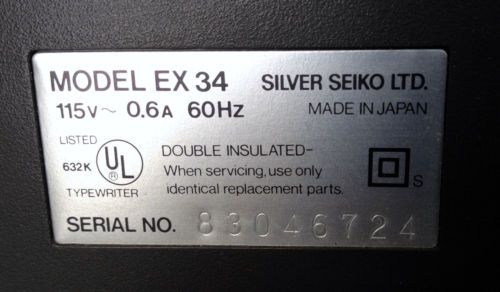 MODEL EX 34 SILVER SEIKO LTD.
115V~ 0.6A 60Hz MADE IN JAPAN
LISTED
632K UL ®
TYPEWRITER
DOUBLE INSULATED-
When servicing, use only
identical replacement parts.
S
SERIAL NO. 83046724